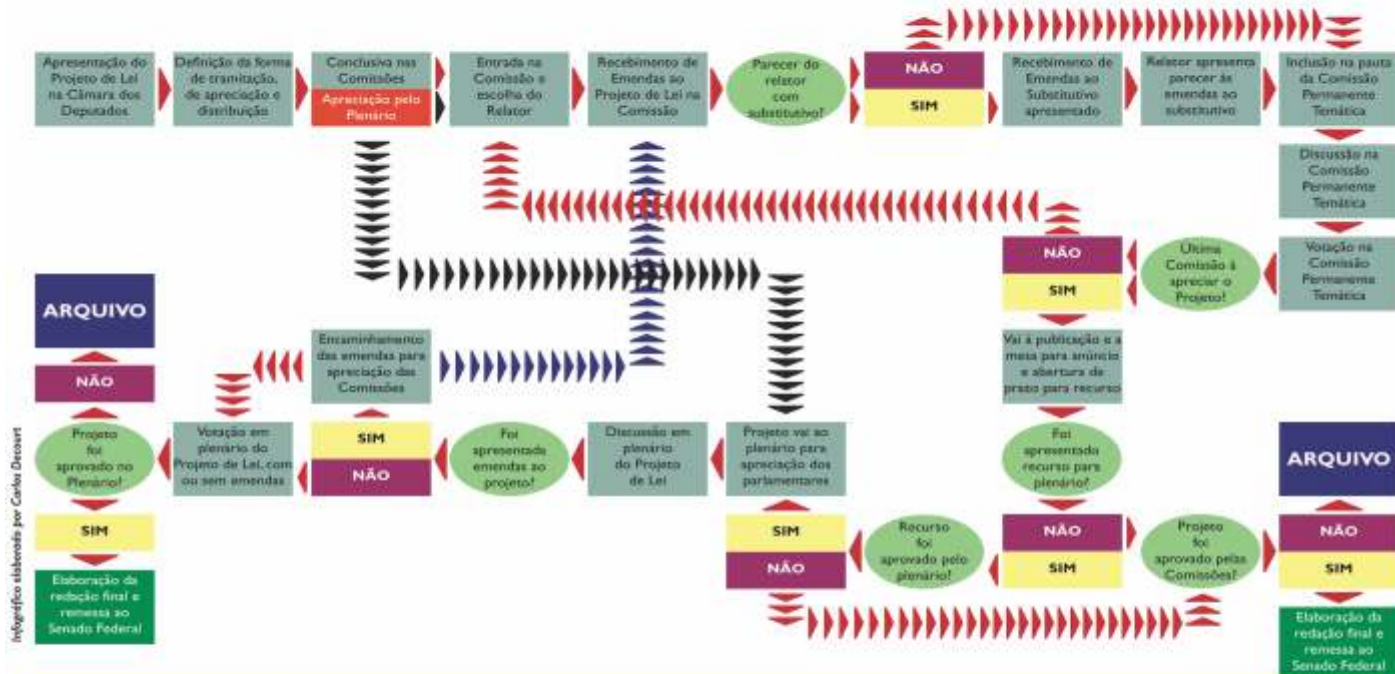 Apresentação do
Projeto de Lei
na Câmara dos
Deputados
Definição da forma
de tramitação,
de apreciação e
distribuição
Conclusiva nas
Comissões
Apreciação pelo
Plenário
Entrada na
Comissão e
escolha do
Relator
Recebimento de
Emendas ao
Projeto de Lei na
Comissão
Parecer do
relator
com
substitutivo?
NÃO
SIM
Recebimento de
Emendas ao
Substitutivo
apresentado
Relator apresenta
parecer às
emendas ao
substitutivo
Inclusão na pauta
da Comissão
Permanente
Temática
Discussão na
Comissão
Permanente
Temática
Votação na
Comissão
Permanente
Temática
Última
Comissão à
apreciar o
Projeto?
NÃO
SIM
Vai à publicação e a
mesa para anúncio
e abertura de
prazo para recurso
Foi
apresentado
recurso para
plenário?
NÃO
SIM
Recurso
foi
aprovado pelo
plenário?
SIM
NÃO
Projeto
foi
aprovado pelas
Comissões?
NÃO
SIM
ARQUIVO
Elaboração da
redação final e
remessa ao
Senado Federal
Projeto vai ao
plenário para
apreciação dos
parlamentares
Discussão em
plenário
do Projeto
de Lei
Foi
apresentada
emendas ao
projeto?
SIM
NÃO
Encaminhamento
das emendas para
apreciação das
Comissões
Votação em
plenário do
Projeto de Lei, com
ou sem emendas
Projeto
foi
aprovado no
Plenário?
NÃO
ARQUIVO
SIM
Elaboração da
redação final e
remessa ao
Senado Federal
Infográfico elaborado por Carlos Decourt